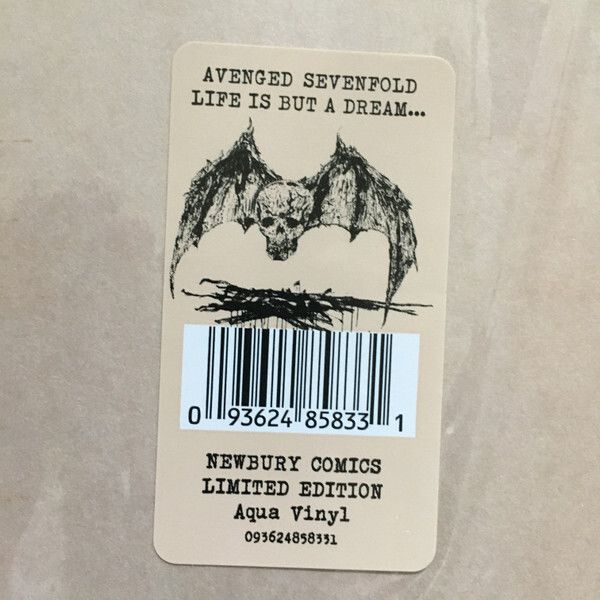 AVENGED SEVENFOLD
LIFE IS BUT A DREAM...
0 93624 85833 1
NEWBURY COMICS
LIMITED EDITION
Aqua Vinyl
093624858331